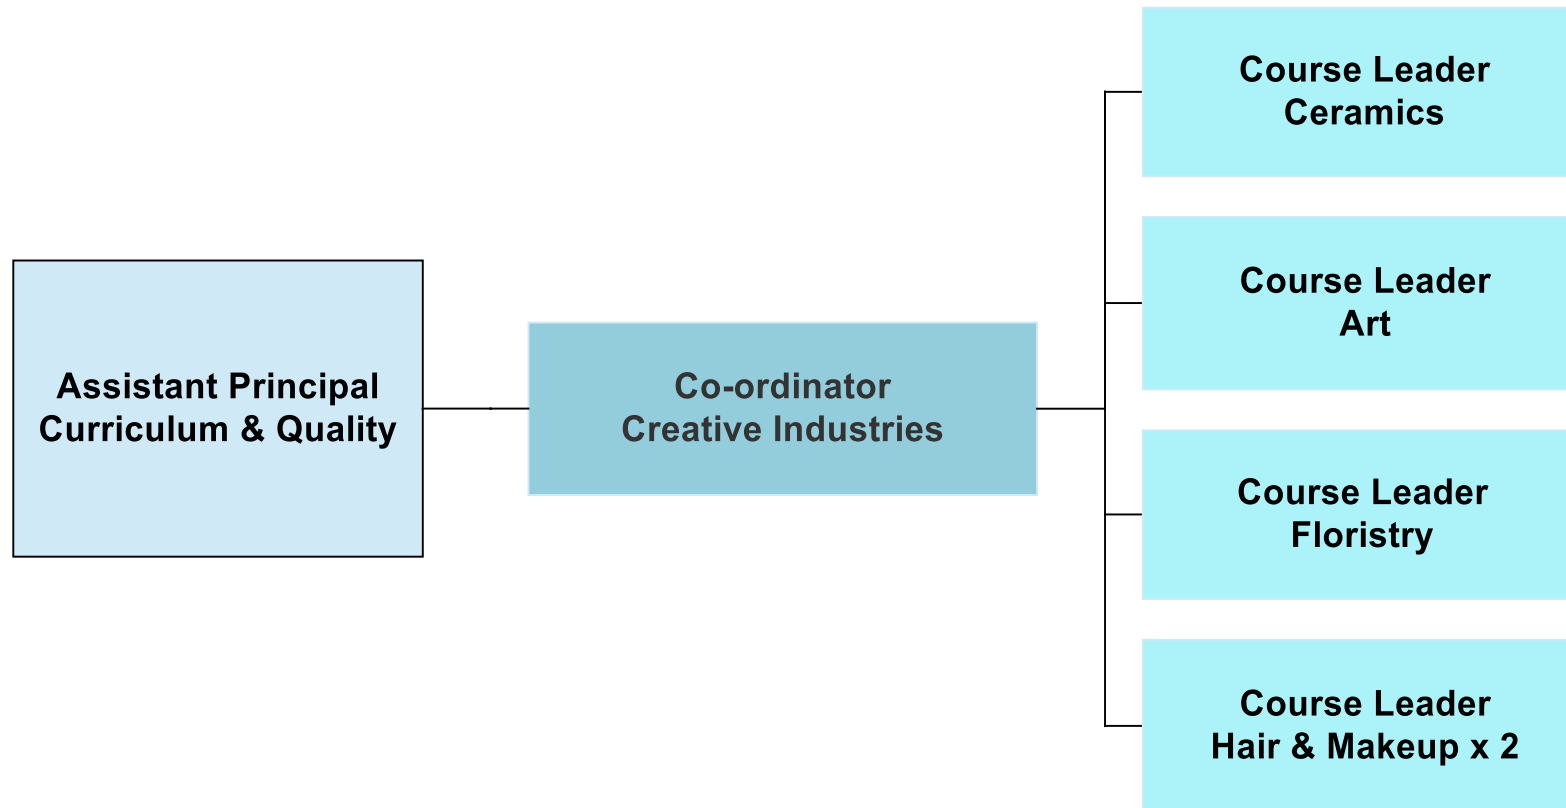 Assistant Principal
Curriculum & Quality
Co-ordinator
Creative Industries
Course Leader
Ceramics
Course Leader
Art
Course Leader
Floristry
Course Leader
Hair & Makeup x 2